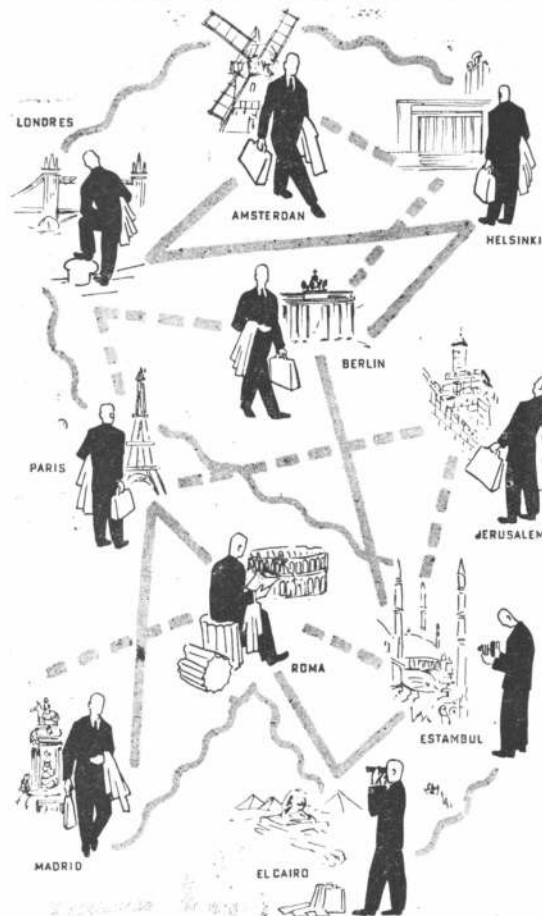 LONDRES
AMSTERDAN
HELSINKI
BERLIN
PARIS
JERUSALEM
ROMA
ESTAMBUL
MADRID
EL CAIRO